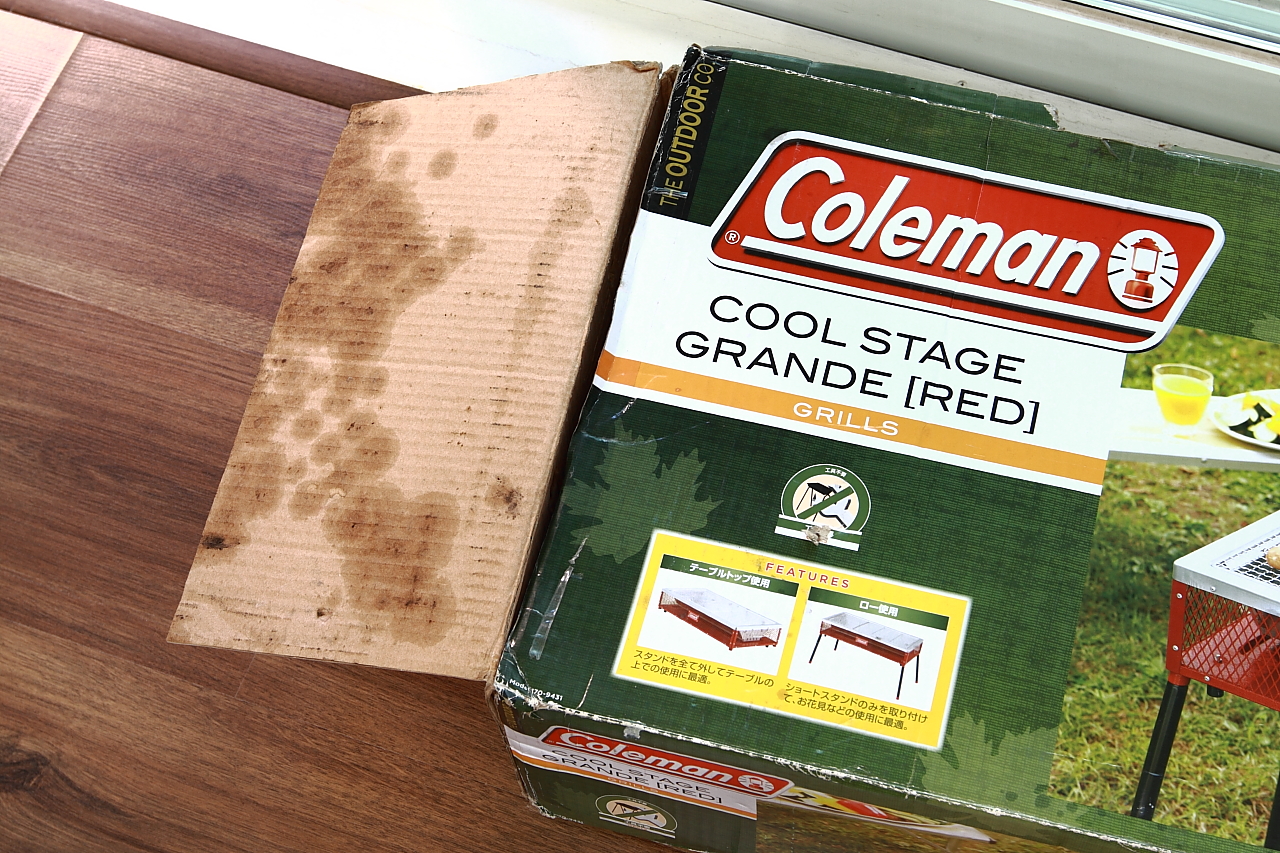 THE OUTDOOR CO
Coleman
®
COOL STAGE
GRANDE [RED]
GRILLS
工具不要
FEATURES
テーブルトップ使用
スタンドを全て外してテーブルの
上での使用に最適。
ロー使用
ショートスタンドのみを取り付け
て、お花見などの使用に最適。
Model 170-9431
Coleman
COOL STAGE
GRANDE [RED]